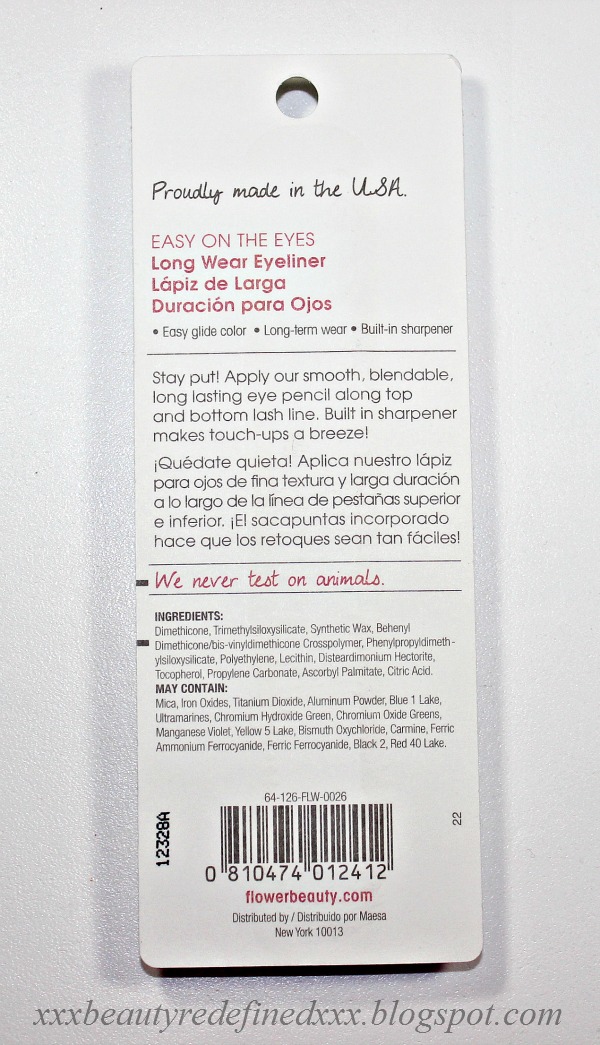 Proudly made in the USA.
EASY ON THE EYES
Long Wear Eyeliner
Lápiz de Larga
Duración para Ojos
• Easy glide color • Long-term wear • Built-in sharpener
Stay put! Apply our smooth, blendable,
long lasting eye pencil along top
and bottom lash line. Built in sharpener
makes touch-ups a breeze!
¡Quédate quieta! Aplica nuestro lápiz
para ojos de fina textura y larga duración
a lo largo de la línea de pestañas superior
e inferior. ¡El sacapuntas incorporado
hace que los retoques sean tan fáciles!
We never test on animals.
INGREDIENTS:
Dimethicone, Trimethylsiloxysilicate, Synthetic Wax, Behenyl
Dimethicone/bis-vinyldimethicone Crosspolymer, Phenylpropyldimeth-
ylsiloxysilicate, Polyethylene, Lecithin, Disteardimonium Hectorite,
Tocopherol, Propylene Carbonate, Ascorbyl Palmitate, Citric Acid.
MAY CONTAIN:
Mica, Iron Oxides, Titanium Dioxide, Aluminum Powder, Blue 1 Lake,
Ultramarines, Chromium Hydroxide Green, Chromium Oxide Greens,
Manganese Violet, Yellow 5 Lake, Bismuth Oxychloride, Carmine, Ferric
Ammonium Ferrocyanide, Ferric Ferrocyanide, Black 2, Red 40 Lake.
64-126-FLW-0026
12328A
22
0 810474 012412
flowerbeauty.com
Distributed by / Distribuido por Maesa
New York 10013
xxxbeautyredefinedxxx.blogspot.com